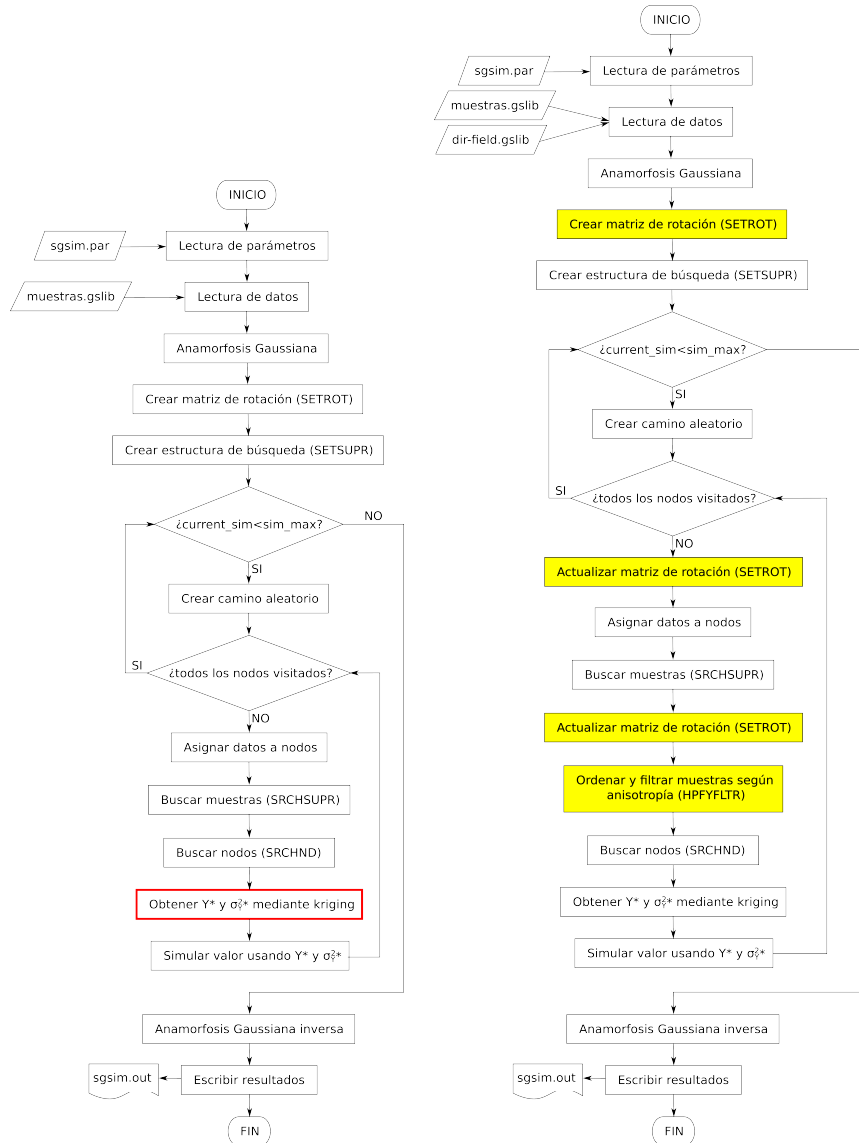 INICIO
sgsim.par
Lectura de parámetros
muestras.gslib
Lectura de datos
Anamorfosis Gaussiana
Crear matriz de rotación (SETROT)
Crear estructura de búsqueda (SETSUPR)
¿current_sim<sim_max?
NO
SI
Crear camino aleatorio
SI
¿todos los nodos visitados?
NO
Asignar datos a nodos
Buscar muestras (SRCHSUPR)
Buscar nodos (SRCHND)
Obtener Y* y σ²ᵧ* mediante kriging
Simular valor usando Y* y σ²ᵧ*
Anamorfosis Gaussiana inversa
sgsim.out
Escribir resultados
FIN
INICIO
sgsim.par
Lectura de parámetros
muestras.gslib
dir-field.gslib
Lectura de datos
Anamorfosis Gaussiana
Crear matriz de rotación (SETROT)
Crear estructura de búsqueda (SETSUPR)
¿current_sim<sim_max?
SI
Crear camino aleatorio
SI
¿todos los nodos visitados?
NO
Actualizar matriz de rotación (SETROT)
Asignar datos a nodos
Buscar muestras (SRCHSUPR)
Actualizar matriz de rotación (SETROT)
Ordenar y filtrar muestras según
anisotropía (HPFYFLTR)
Buscar nodos (SRCHND)
Obtener Y* y σ²ᵧ* mediante kriging
Simular valor usando Y* y σ²ᵧ*
Anamorfosis Gaussiana inversa
sgsim.out
Escribir resultados
FIN